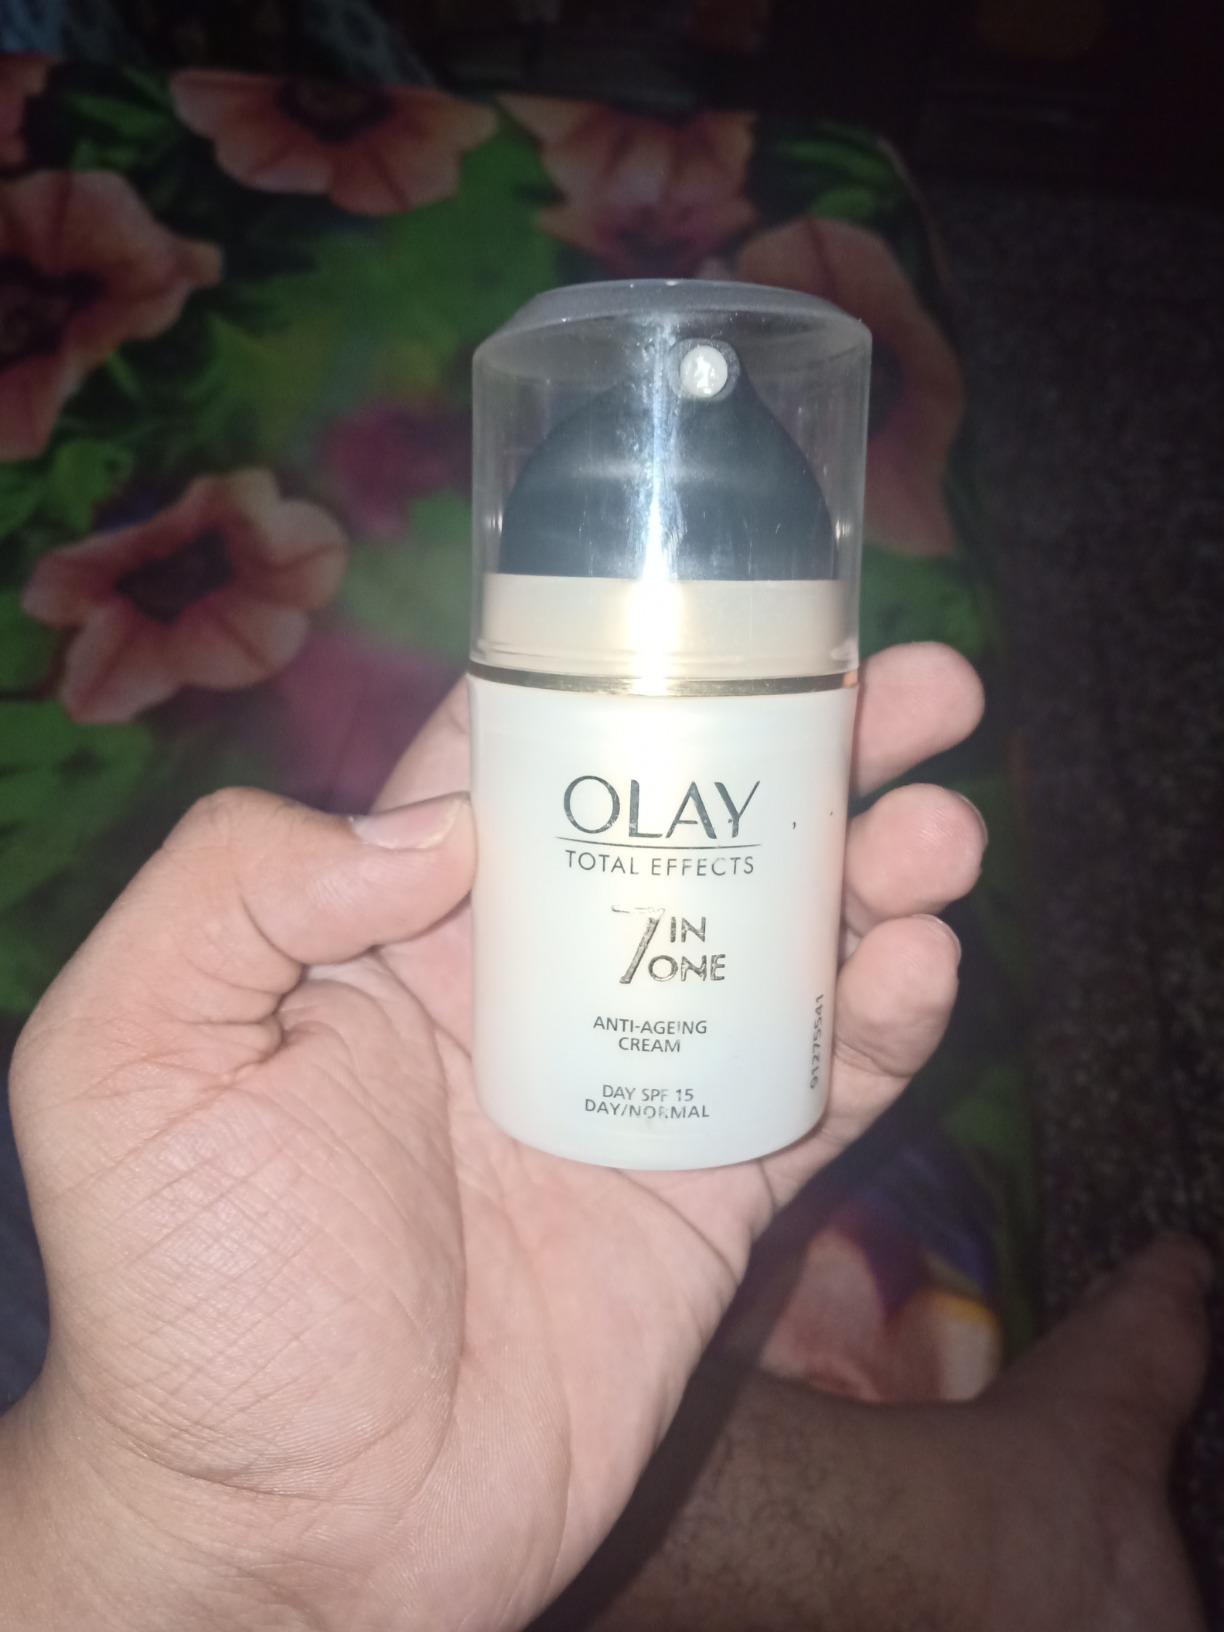 OLAY
TOTAL EFFECTS
7 IN
ONE
ANTI-AGEING
CREAM
DAY SPF 15
DAY/NORMAL
91275541